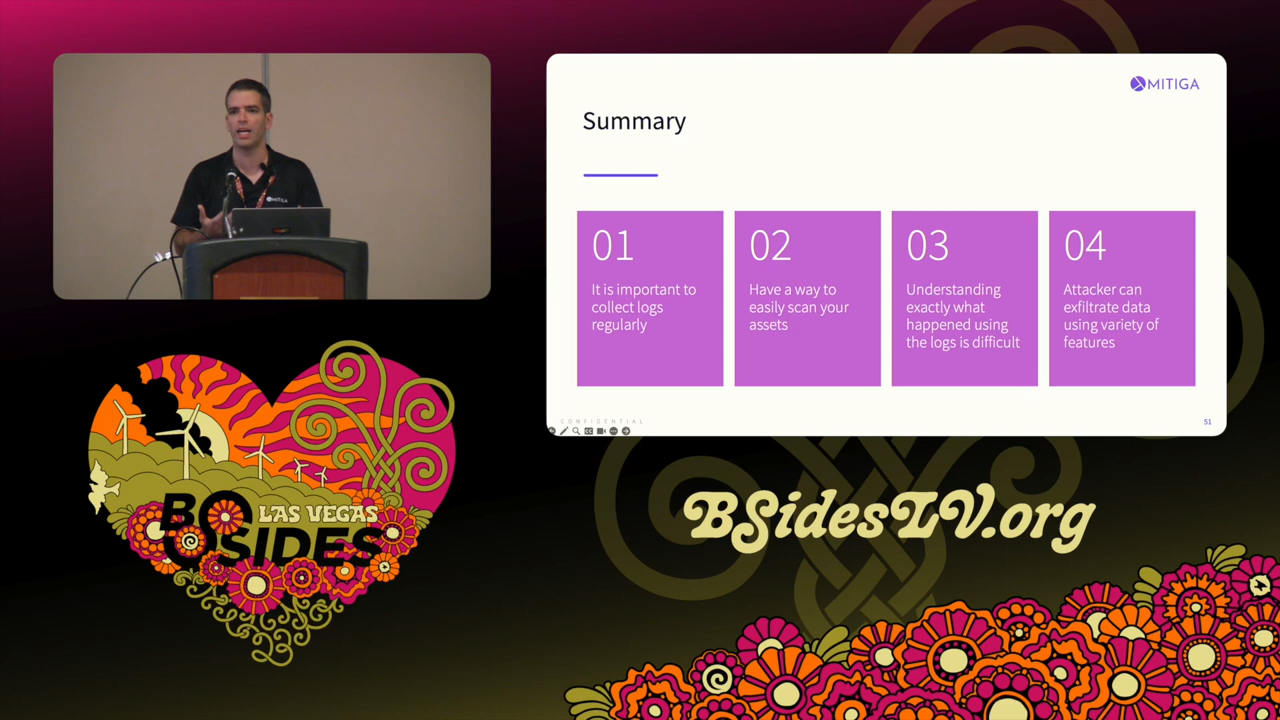 MITIGA
Summary
01
It is important to
collect logs
regularly
02
Have a way to
easily scan your
assets
03
Understanding
exactly what
happened using
the logs is difficult
04
Attacker can
exfiltrate data
using variety of
features
CONFIDENTIAL
51
MITIGA
LAS VEGAS
BSIDES
BSidesLV.org